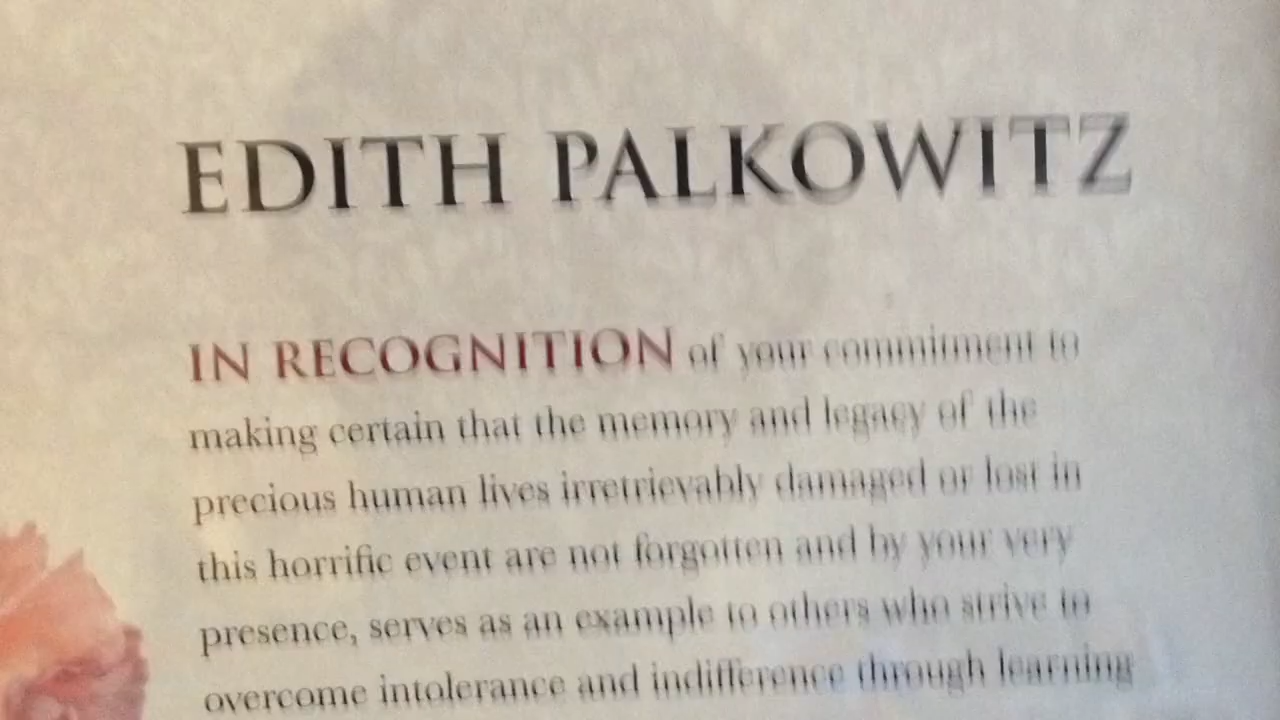 EDITH PALKOWITZ
IN RECOGNITION of your commitment to
making certain that the memory and legacy of the
precious human lives irretrievably damaged or lost in
this horrific event are not forgotten and by your very
presence, serves as an example to others who strive to
overcome intolerance and indifference through learning